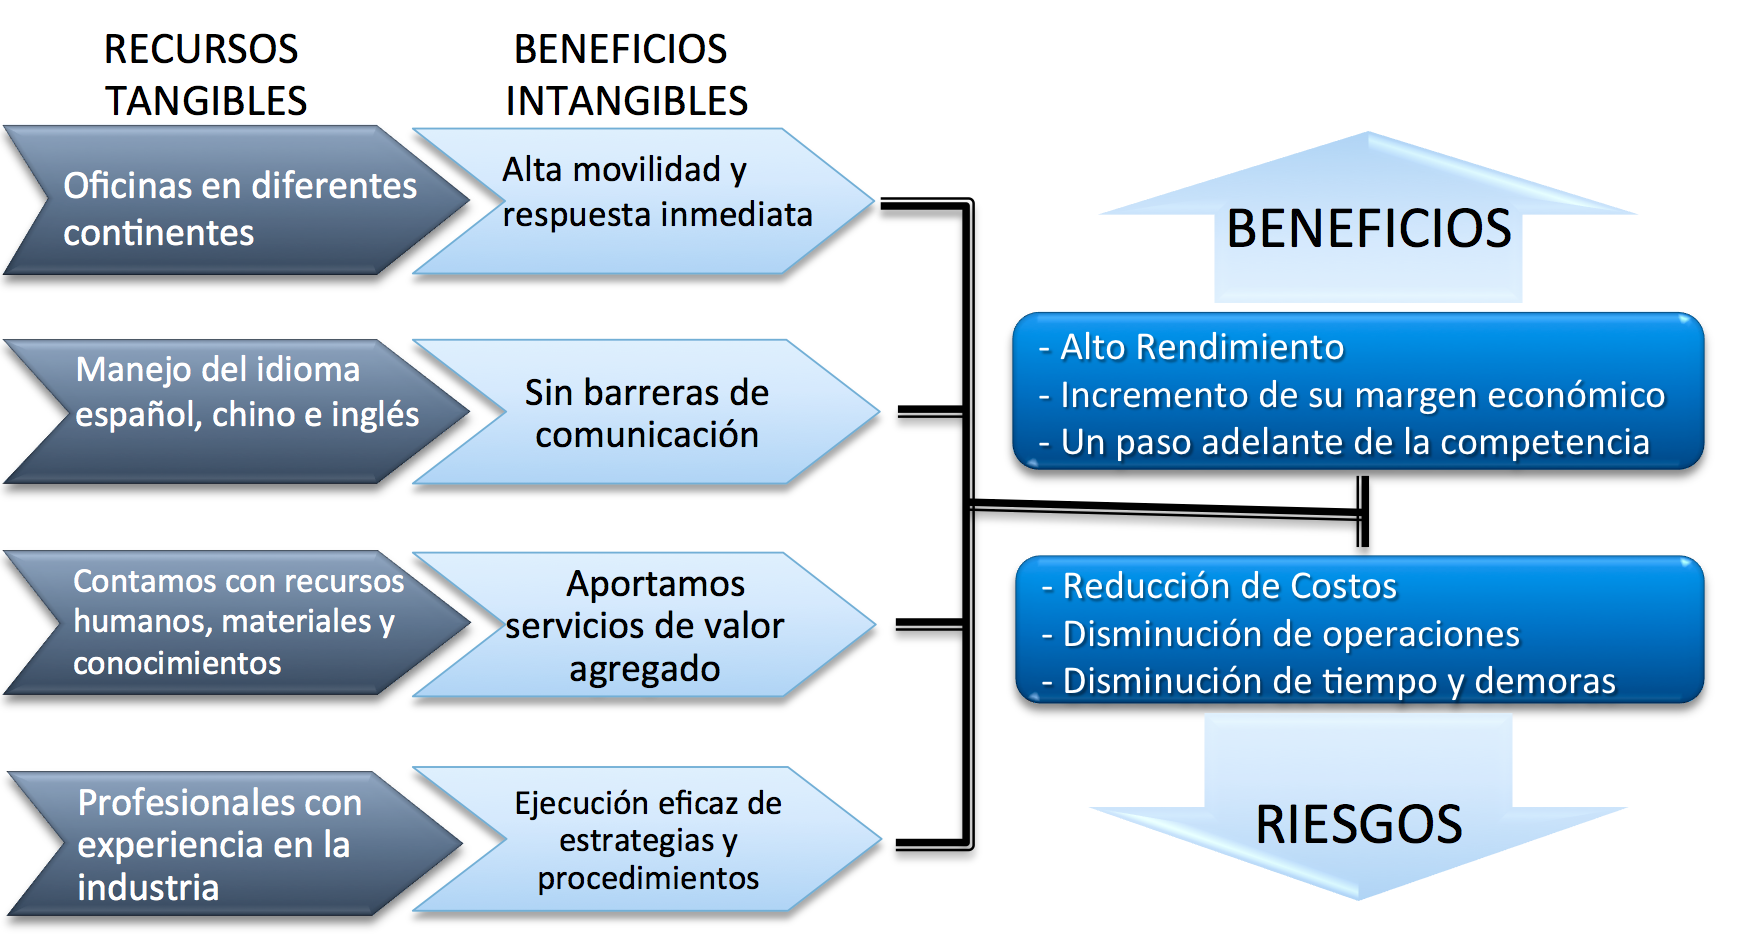 RECURSOS
TANGIBLES
BENEFICIOS
INTANGIBLES
Oficinas en diferentes
continentes
Alta movilidad y
respuesta inmediata
Manejo del idioma
español, chino e inglés
Sin barreras de
comunicación
Contamos con recursos
humanos, materiales y
conocimientos
Aportamos
servicios de valor
agregado
Profesionales con
experiencia en la
industria
Ejecución eficaz de
estrategias y
procedimientos
BENEFICIOS
- Alto Rendimiento
- Incremento de su margen económico
- Un paso adelante de la competencia
- Reducción de Costos
- Disminución de operaciones
- Disminución de tiempo y demoras
RIESGOS